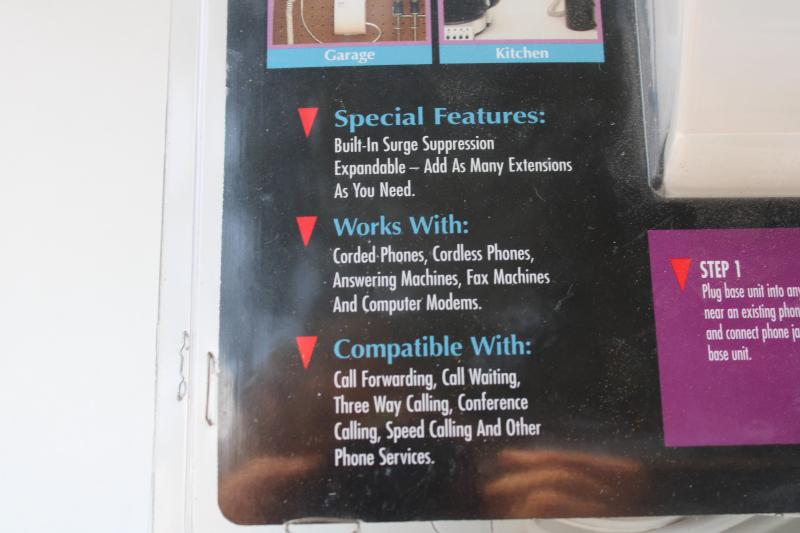 Garage
Kitchen
Special Features:
Built-In Surge Suppression
Expandable – Add As Many Extensions
As You Need.
Works With:
Corded Phones, Cordless Phones,
Answering Machines, Fax Machines
And Computer Modems.
Compatible With:
Call Forwarding, Call Waiting,
Three Way Calling, Conference
Calling, Speed Calling And Other
Phone Services.
STEP 1
Plug base unit into
near an existing
and connect phone
base unit.